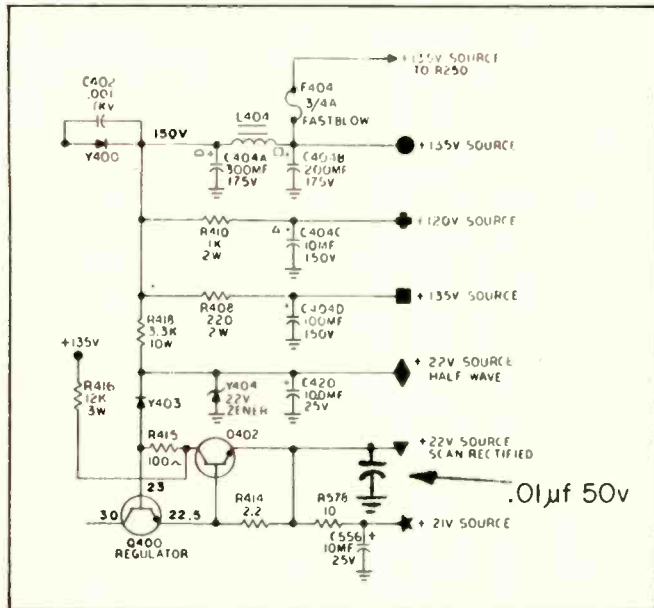 +135V SOURCE
TO R250
C402
.001
1KV
F404
3/4A
FASTBLOW
L404
150V
Y400
C404A
300MF
175V
C404B
200MF
175V
+135V SOURCE
+120V SOURCE
R410
1K
2W
C404C
10MF
150V
R408
220
2W
C404D
100MF
150V
+135V SOURCE
+135V
R418
3.3K
10W
R416
12K
3W
Y403
Y404
22V
ZENER
C420
100MF
25V
+22V SOURCE
HALF WAVE
R415
100
Q402
+22V SOURCE
SCAN RECTIFIED
.01µf 50v
23
30
22.5
Q400
REGULATOR
R414
2.2
R578
10
C556
10MF
25V
+21V SOURCE